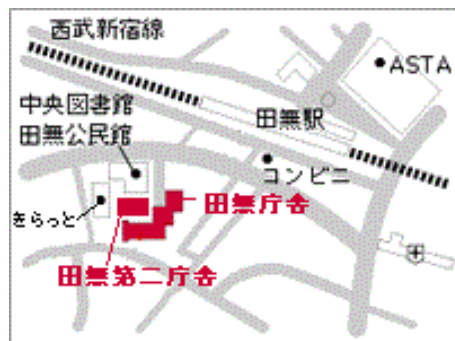 西武新宿線
ASTA
中央図書館
田無公民館
田無駅
コンビニ
きらっと
田無庁舎
田無第二庁舎